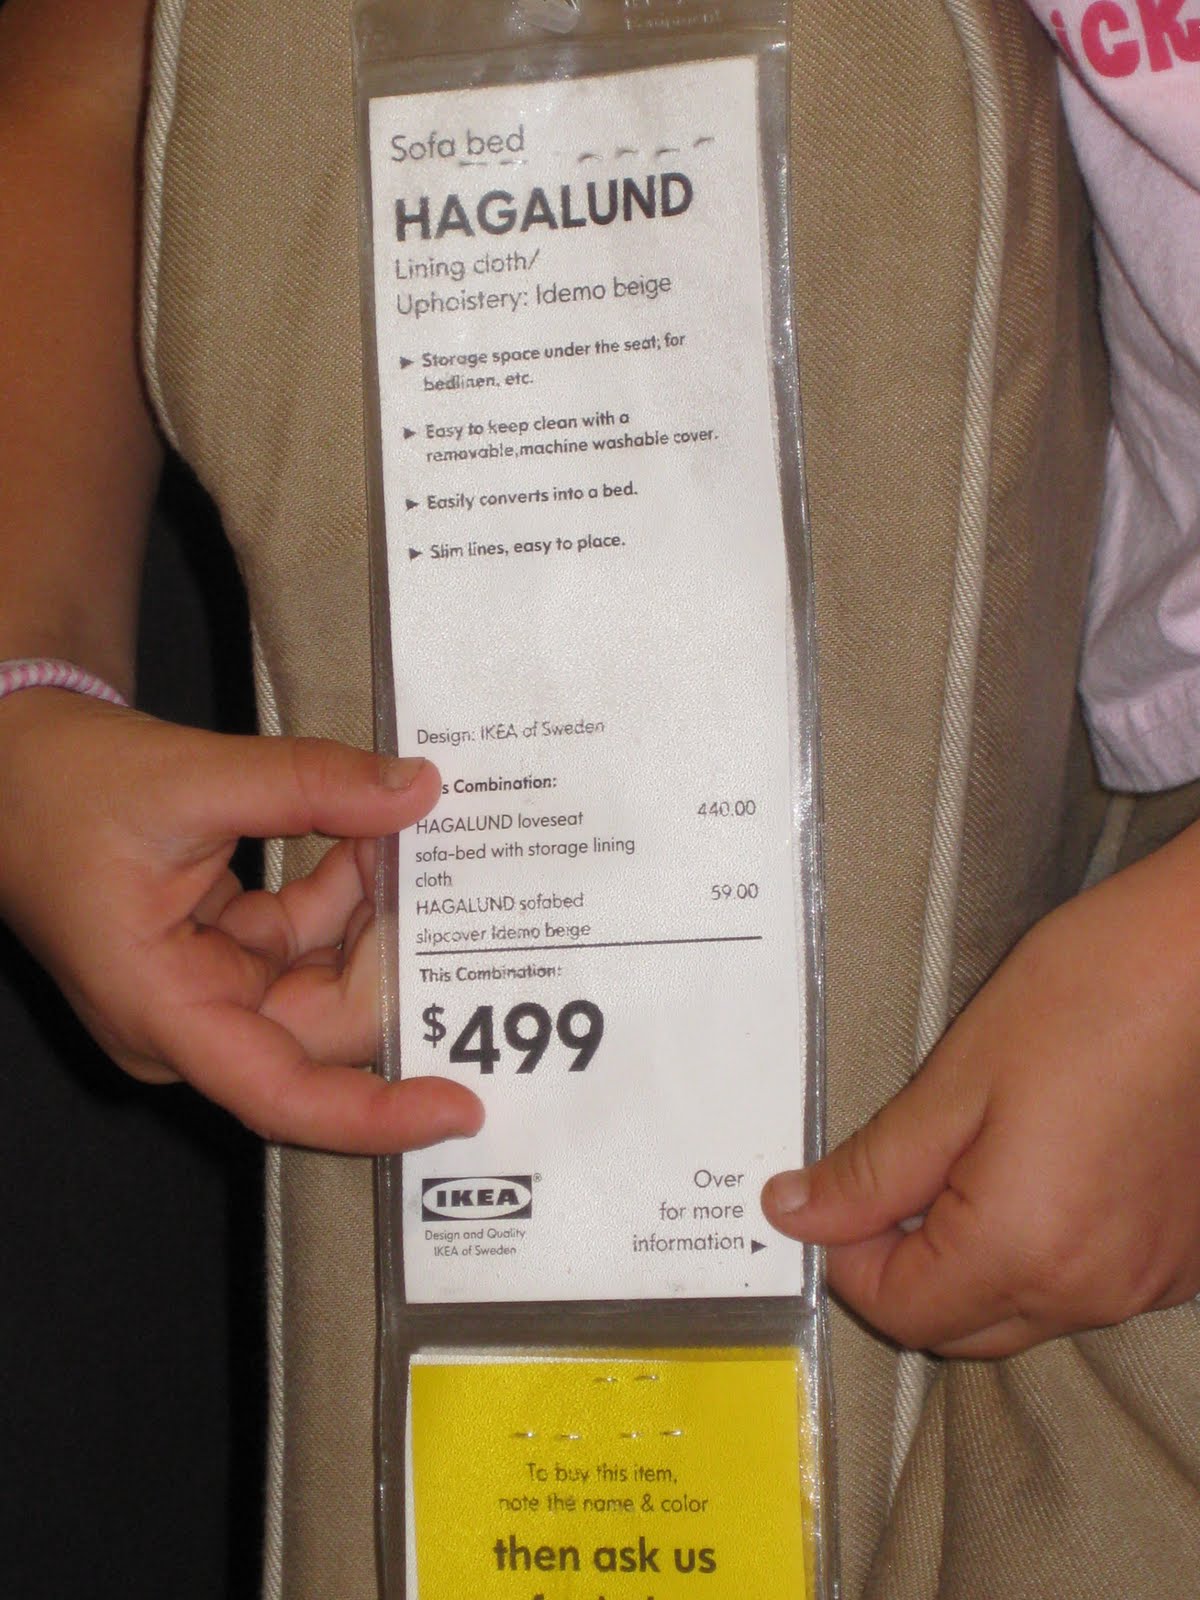 ICK
Sofa bed
HAGALUND
Lining cloth/
Upholstery: Idemo beige
▶ Storage space under the seat; for
bedlinen, etc.
▶ Easy to keep clean with a
removable,machine washable cover.
▶ Easily converts into a bed.
▶ Slim lines, easy to place.
Design: IKEA of Sweden
s Combination:
HAGALUND loveseat 440.00
sofa-bed with storage lining
cloth
HAGALUND sofabed 59.00
slipcover Idemo beige
This Combination:
$499
IKEA®
Design and Quality
IKEA of Sweden
Over
for more
information ▶
To buy this item,
note the name & color
then ask us